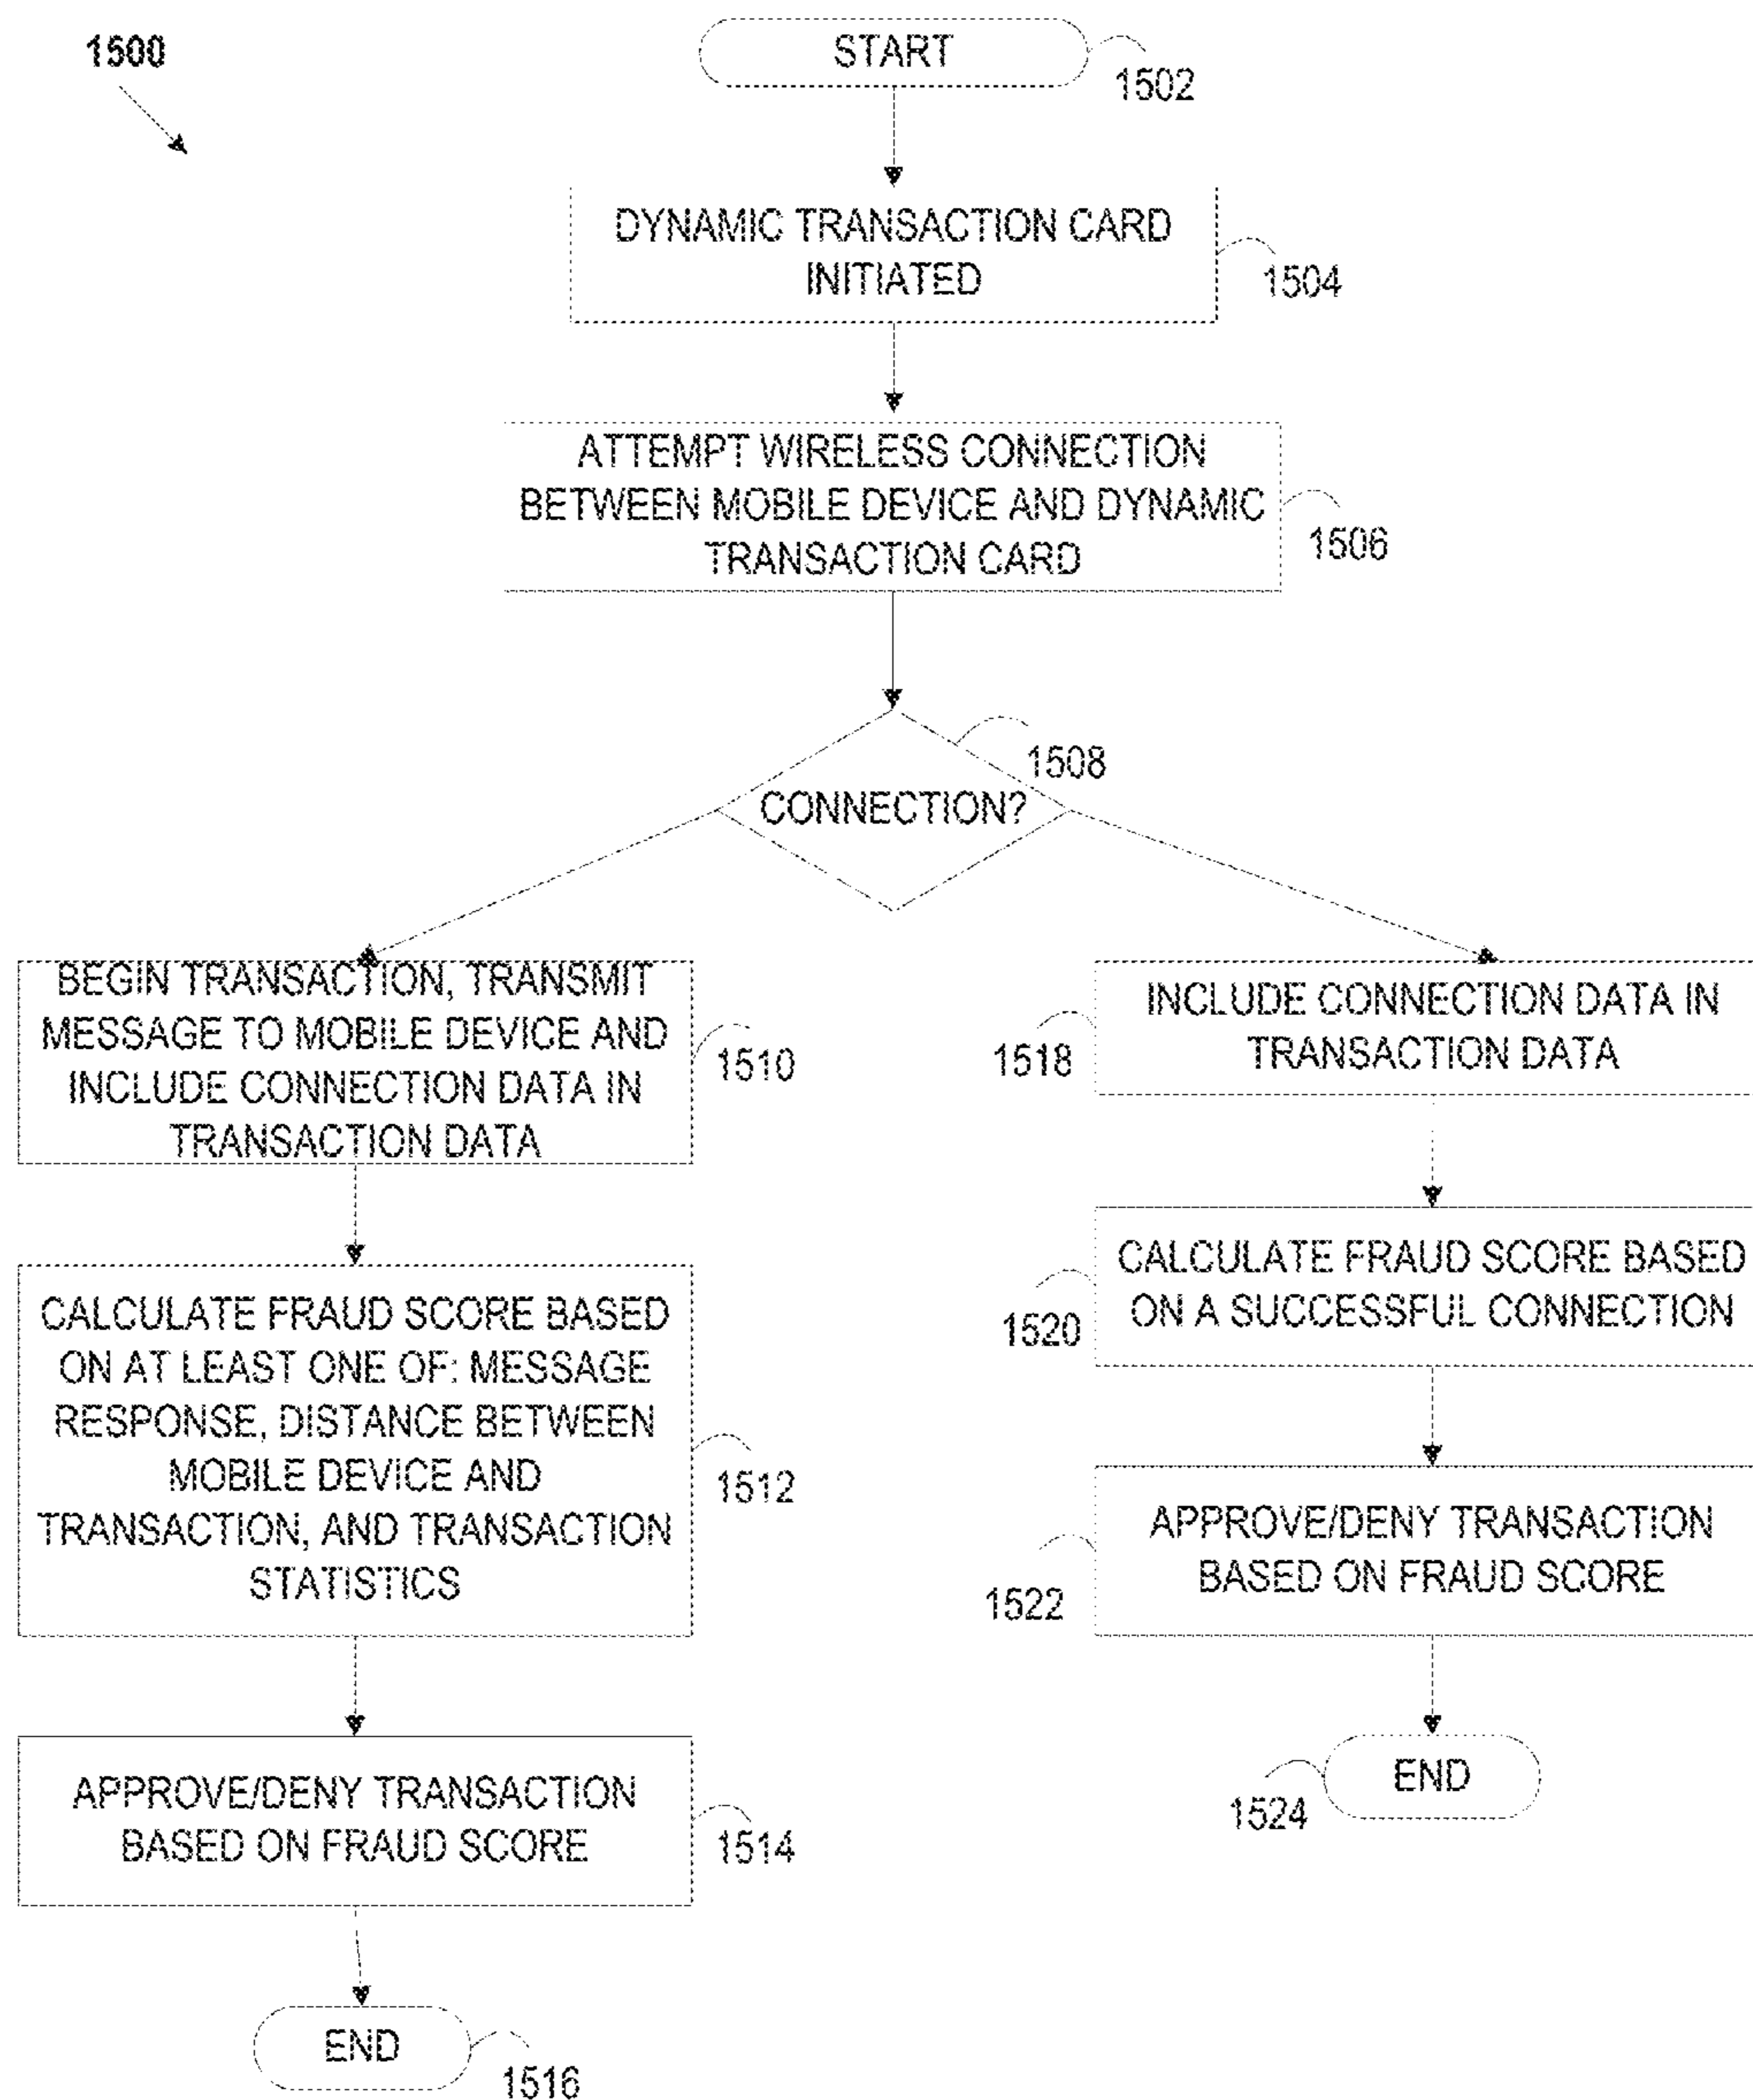 1500
START
1502
DYNAMIC TRANSACTION CARD
INITIATED
1504
ATTEMPT WIRELESS CONNECTION
BETWEEN MOBILE DEVICE AND DYNAMIC
TRANSACTION CARD
1506
1508
CONNECTION?
BEGIN TRANSACTION, TRANSMIT
MESSAGE TO MOBILE DEVICE AND
INCLUDE CONNECTION DATA IN
TRANSACTION DATA
1510
CALCULATE FRAUD SCORE BASED
ON AT LEAST ONE OF: MESSAGE
RESPONSE, DISTANCE BETWEEN
MOBILE DEVICE AND
TRANSACTION, AND TRANSACTION
STATISTICS
1512
APPROVE/DENY TRANSACTION
BASED ON FRAUD SCORE
1514
END
1516
INCLUDE CONNECTION DATA IN
TRANSACTION DATA
1518
CALCULATE FRAUD SCORE BASED
ON A SUCCESSFUL CONNECTION
1520
APPROVE/DENY TRANSACTION
BASED ON FRAUD SCORE
1522
END
1524